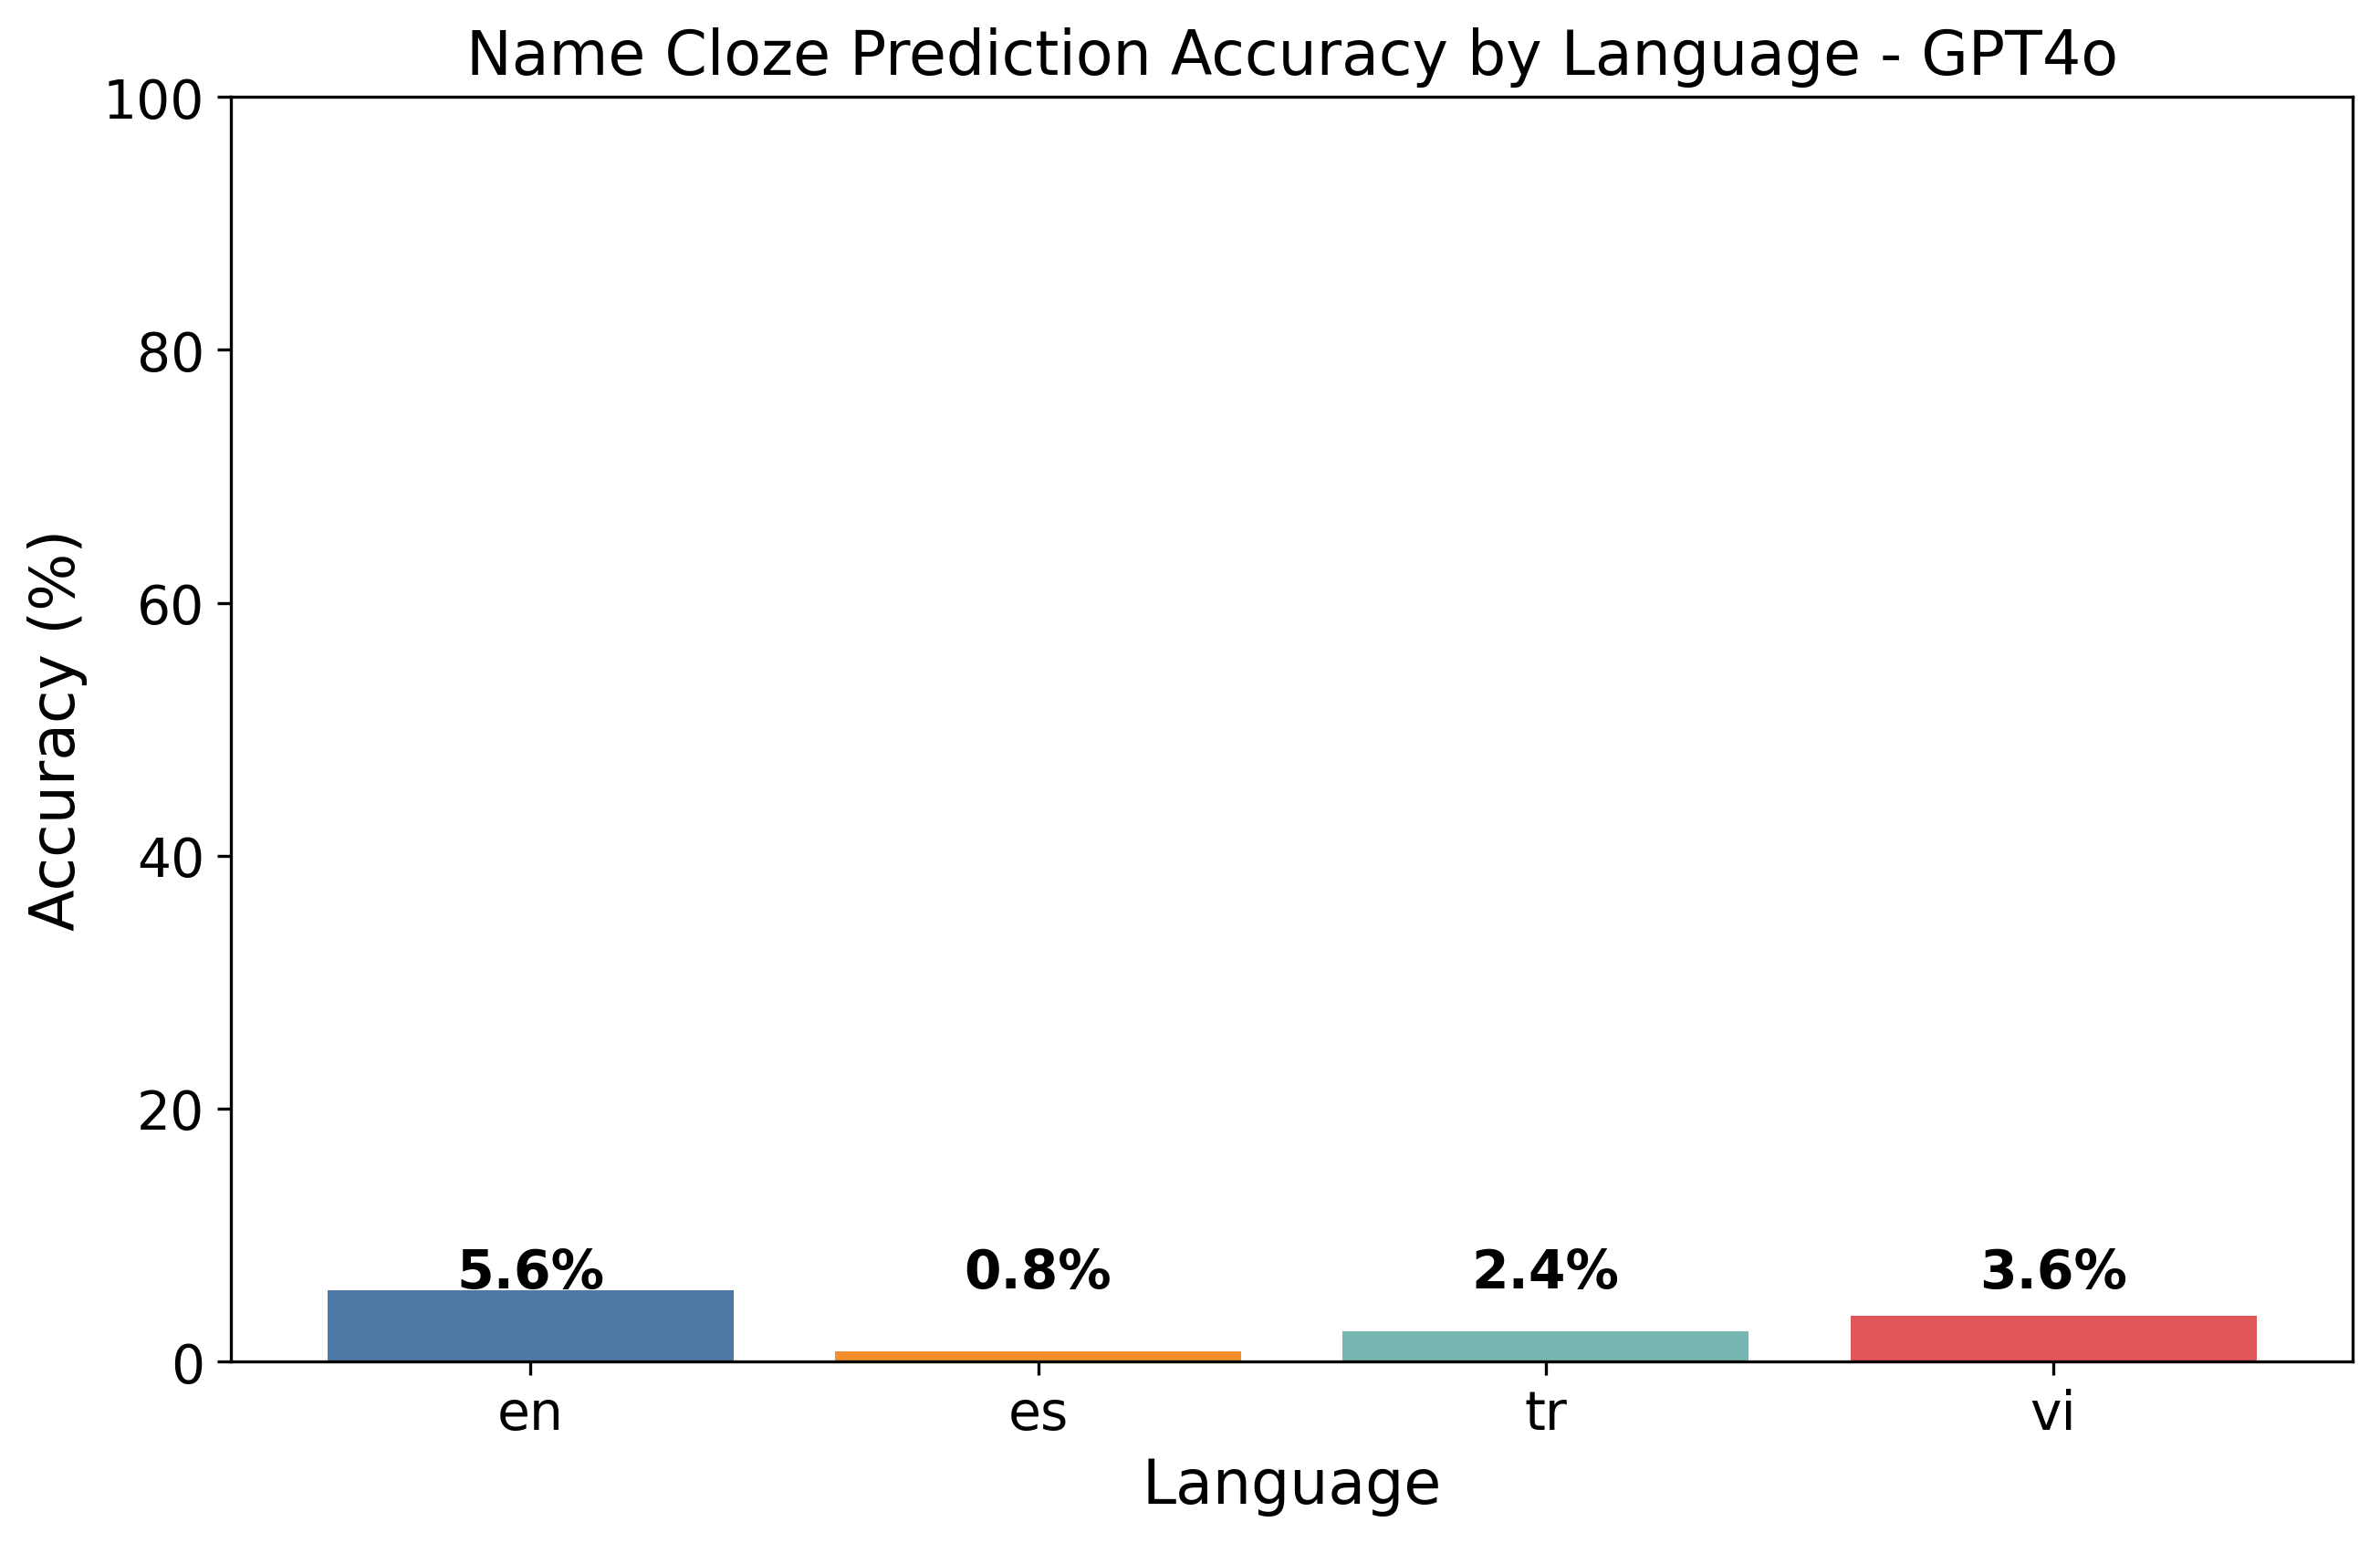 Name Cloze Prediction Accuracy by Language - GPT4o
100
80
60
40
20
0
Accuracy (%)
5.6%
0.8%
2.4%
3.6%
en
es
tr
vi
Language